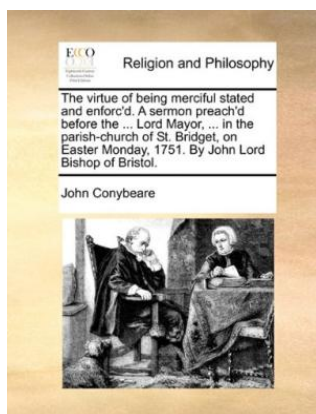 ECCO
Religion and Philosophy
The virtue of being merciful stated
and enforc'd. A sermon preach'd
before the ... Lord Mayor, ... in the
parish-church of St. Bridget, on
Easter Monday, 1751. By John Lord
Bishop of Bristol.
John Conybeare